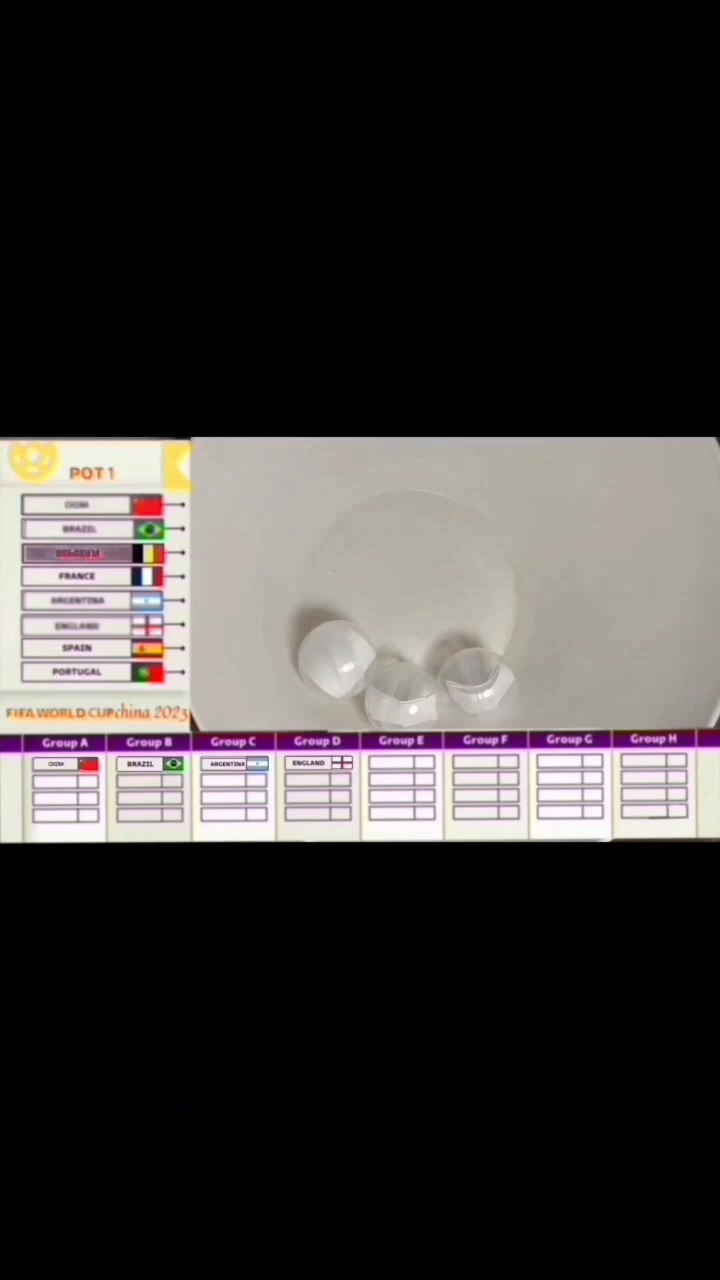 POT 1
CHINA
BRAZIL
BELGIUM
FRANCE
ARGENTINA
ENGLAND
SPAIN
PORTUGAL
FIFA WORLD CUP china 2023
Group A Group B Group C Group D Group E Group F Group G Group H
CHINA BRAZIL ARGENTINA ENGLAND